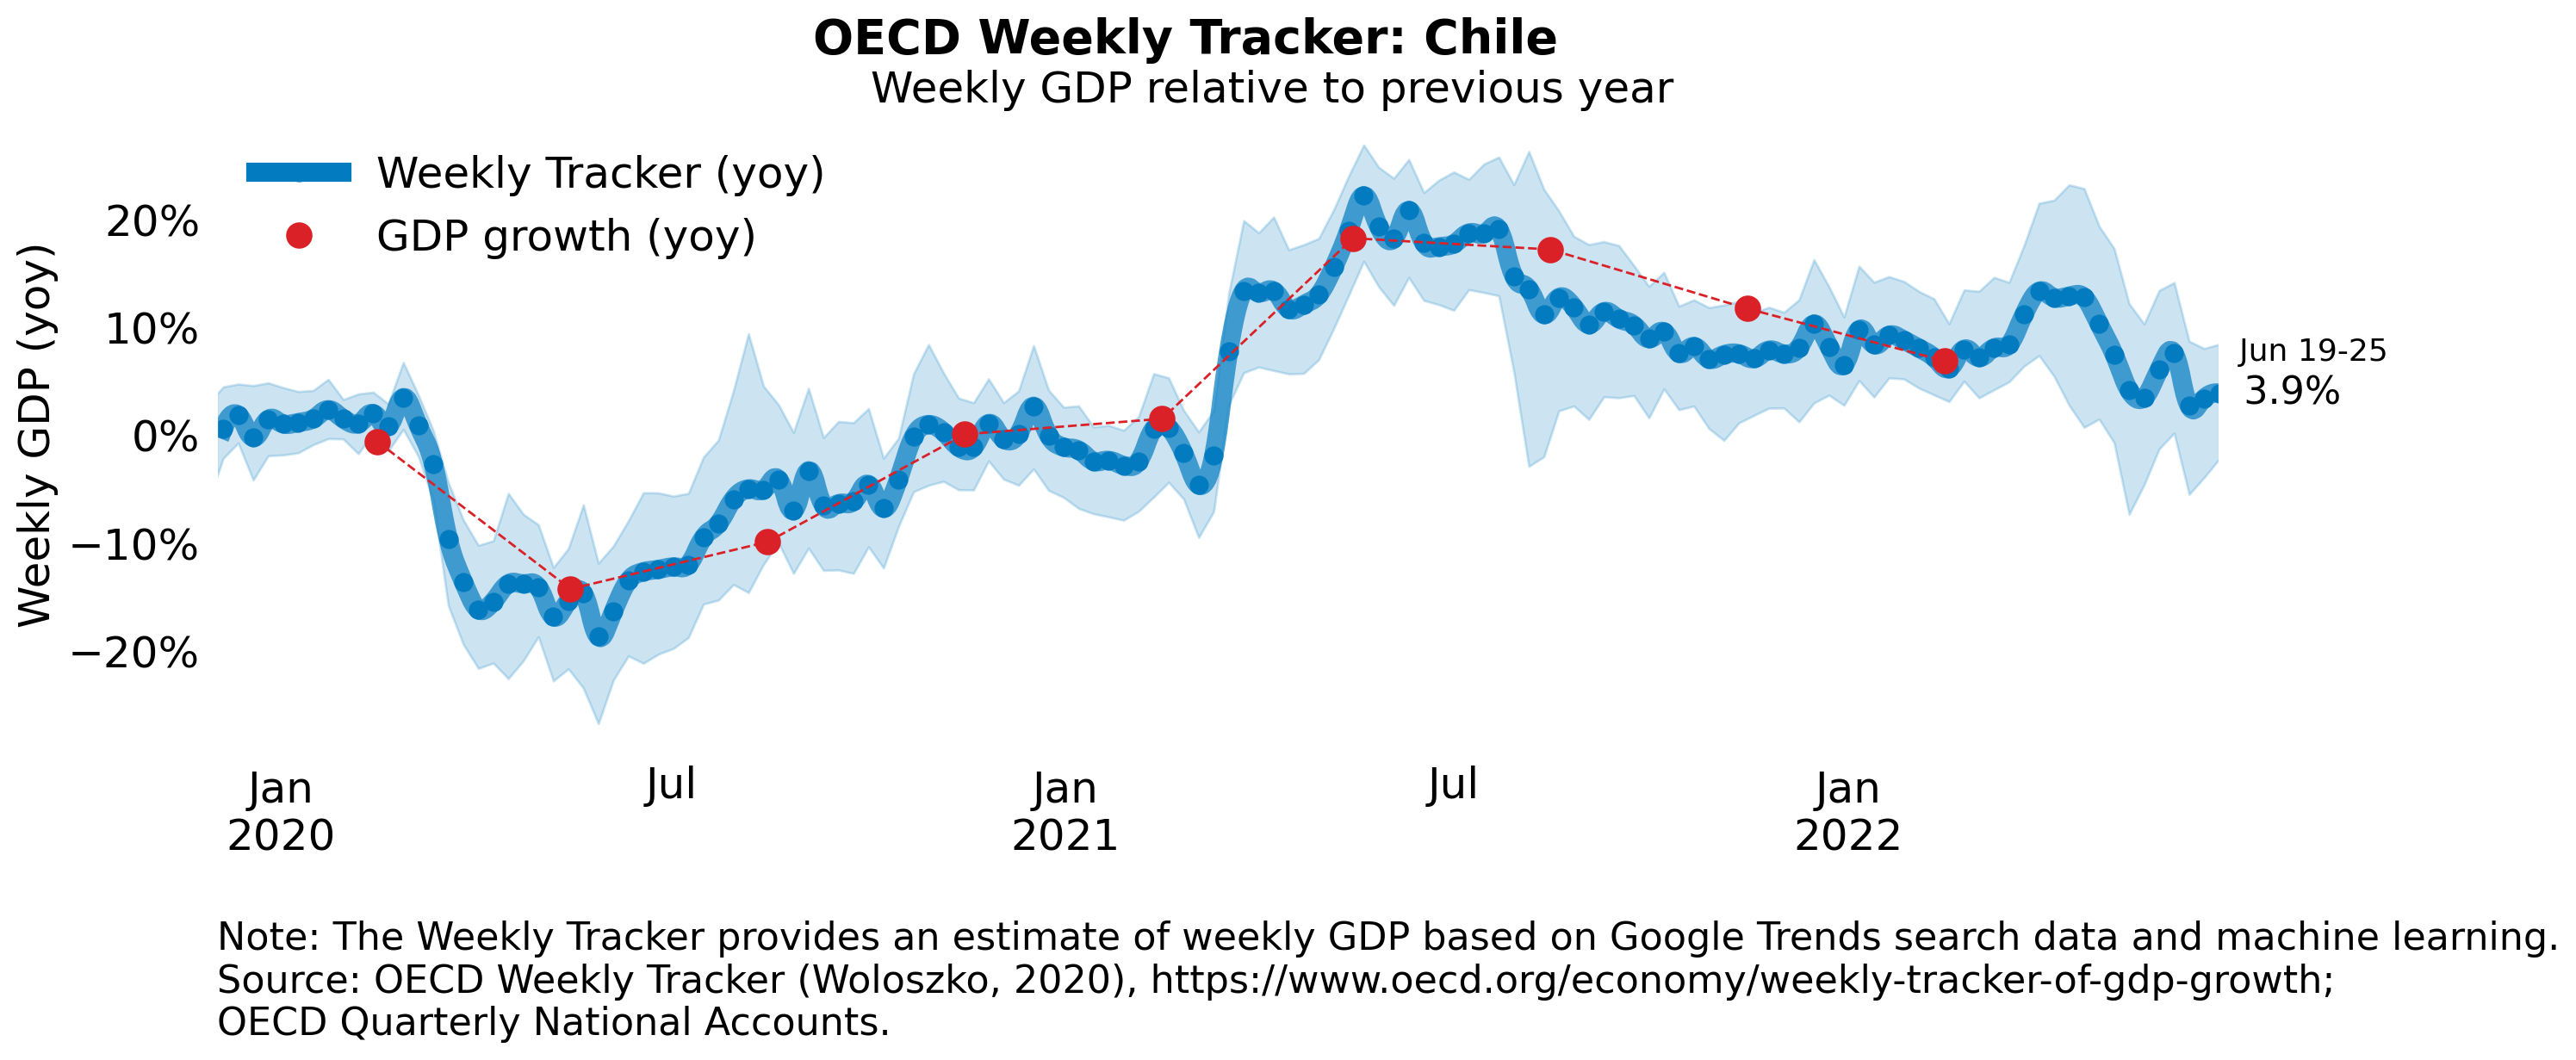 OECD Weekly Tracker: Chile
Weekly GDP relative to previous year
Weekly Tracker (yoy)
GDP growth (yoy)
Weekly GDP (yoy)
20%
10%
0%
−10%
−20%
Jun 19-25
3.9%
Jan
2020
Jul
Jan
2021
Jul
Jan
2022
Note: The Weekly Tracker provides an estimate of weekly GDP based on Google Trends search data and machine learning.
Source: OECD Weekly Tracker (Woloszko, 2020), https://www.oecd.org/economy/weekly-tracker-of-gdp-growth;
OECD Quarterly National Accounts.